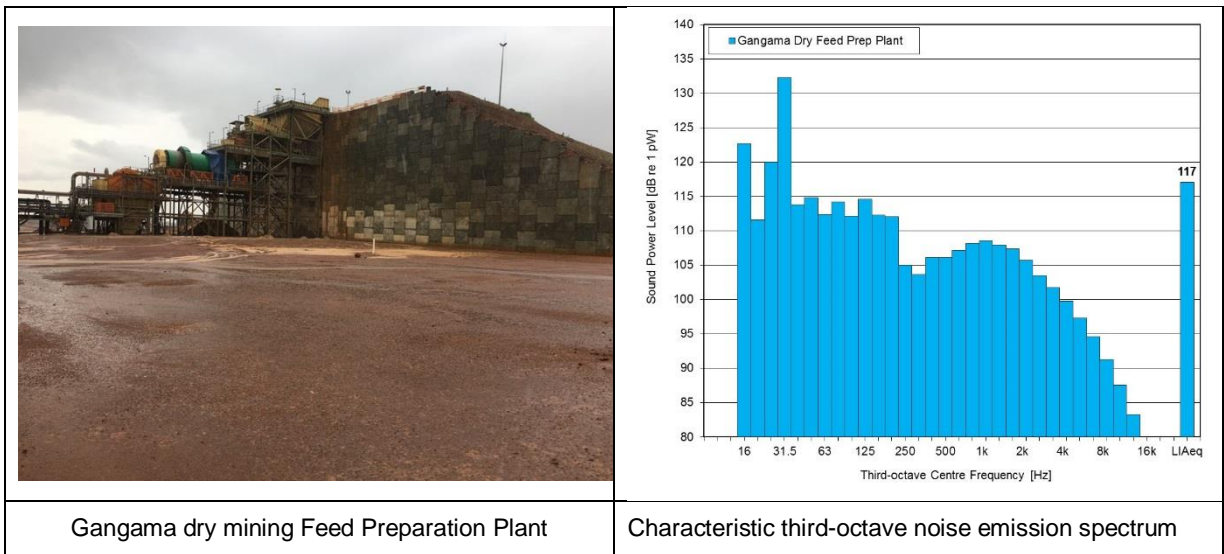 140
135
130
125
120
115
110
105
100
95
90
85
80
Sound Power Level [dB re 1 pW]
Gangama Dry Feed Prep Plant
117
16 31.5 63 125 250 500 1k 2k 4k 8k 16k LIAeq
Third-octave Centre Frequency [Hz]
Gangama dry mining Feed Preparation Plant
Characteristic third-octave noise emission spectrum